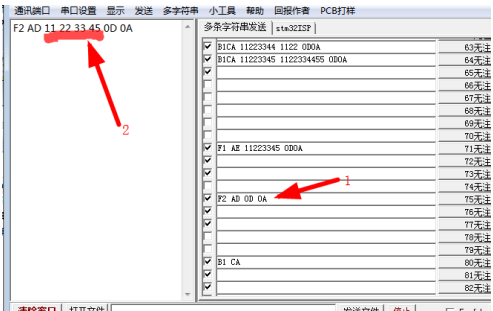 通讯端口 串口设置 显示 发送 多字符串 小工具 帮助 回报作者 PCB打样
F2 AD 11 22 33 45 0D 0A
多条字符串发送 stm32ISP
B1CA 11223344 1122 0D0A 63无注
B1CA 11223345 1122334455 0D0A 64无注
65无注
66无注
67无注
68无注
69无注
70无注
F1 AE 11223345 0D0A 71无注
72无注
73无注
1
74无注
F2 AD 0D 0A 75无注
76无注
77无注
78无注
79无注
B1 CA 80无注
81无注
82无注
2
清除窗口 打开文件 发送文件 停止